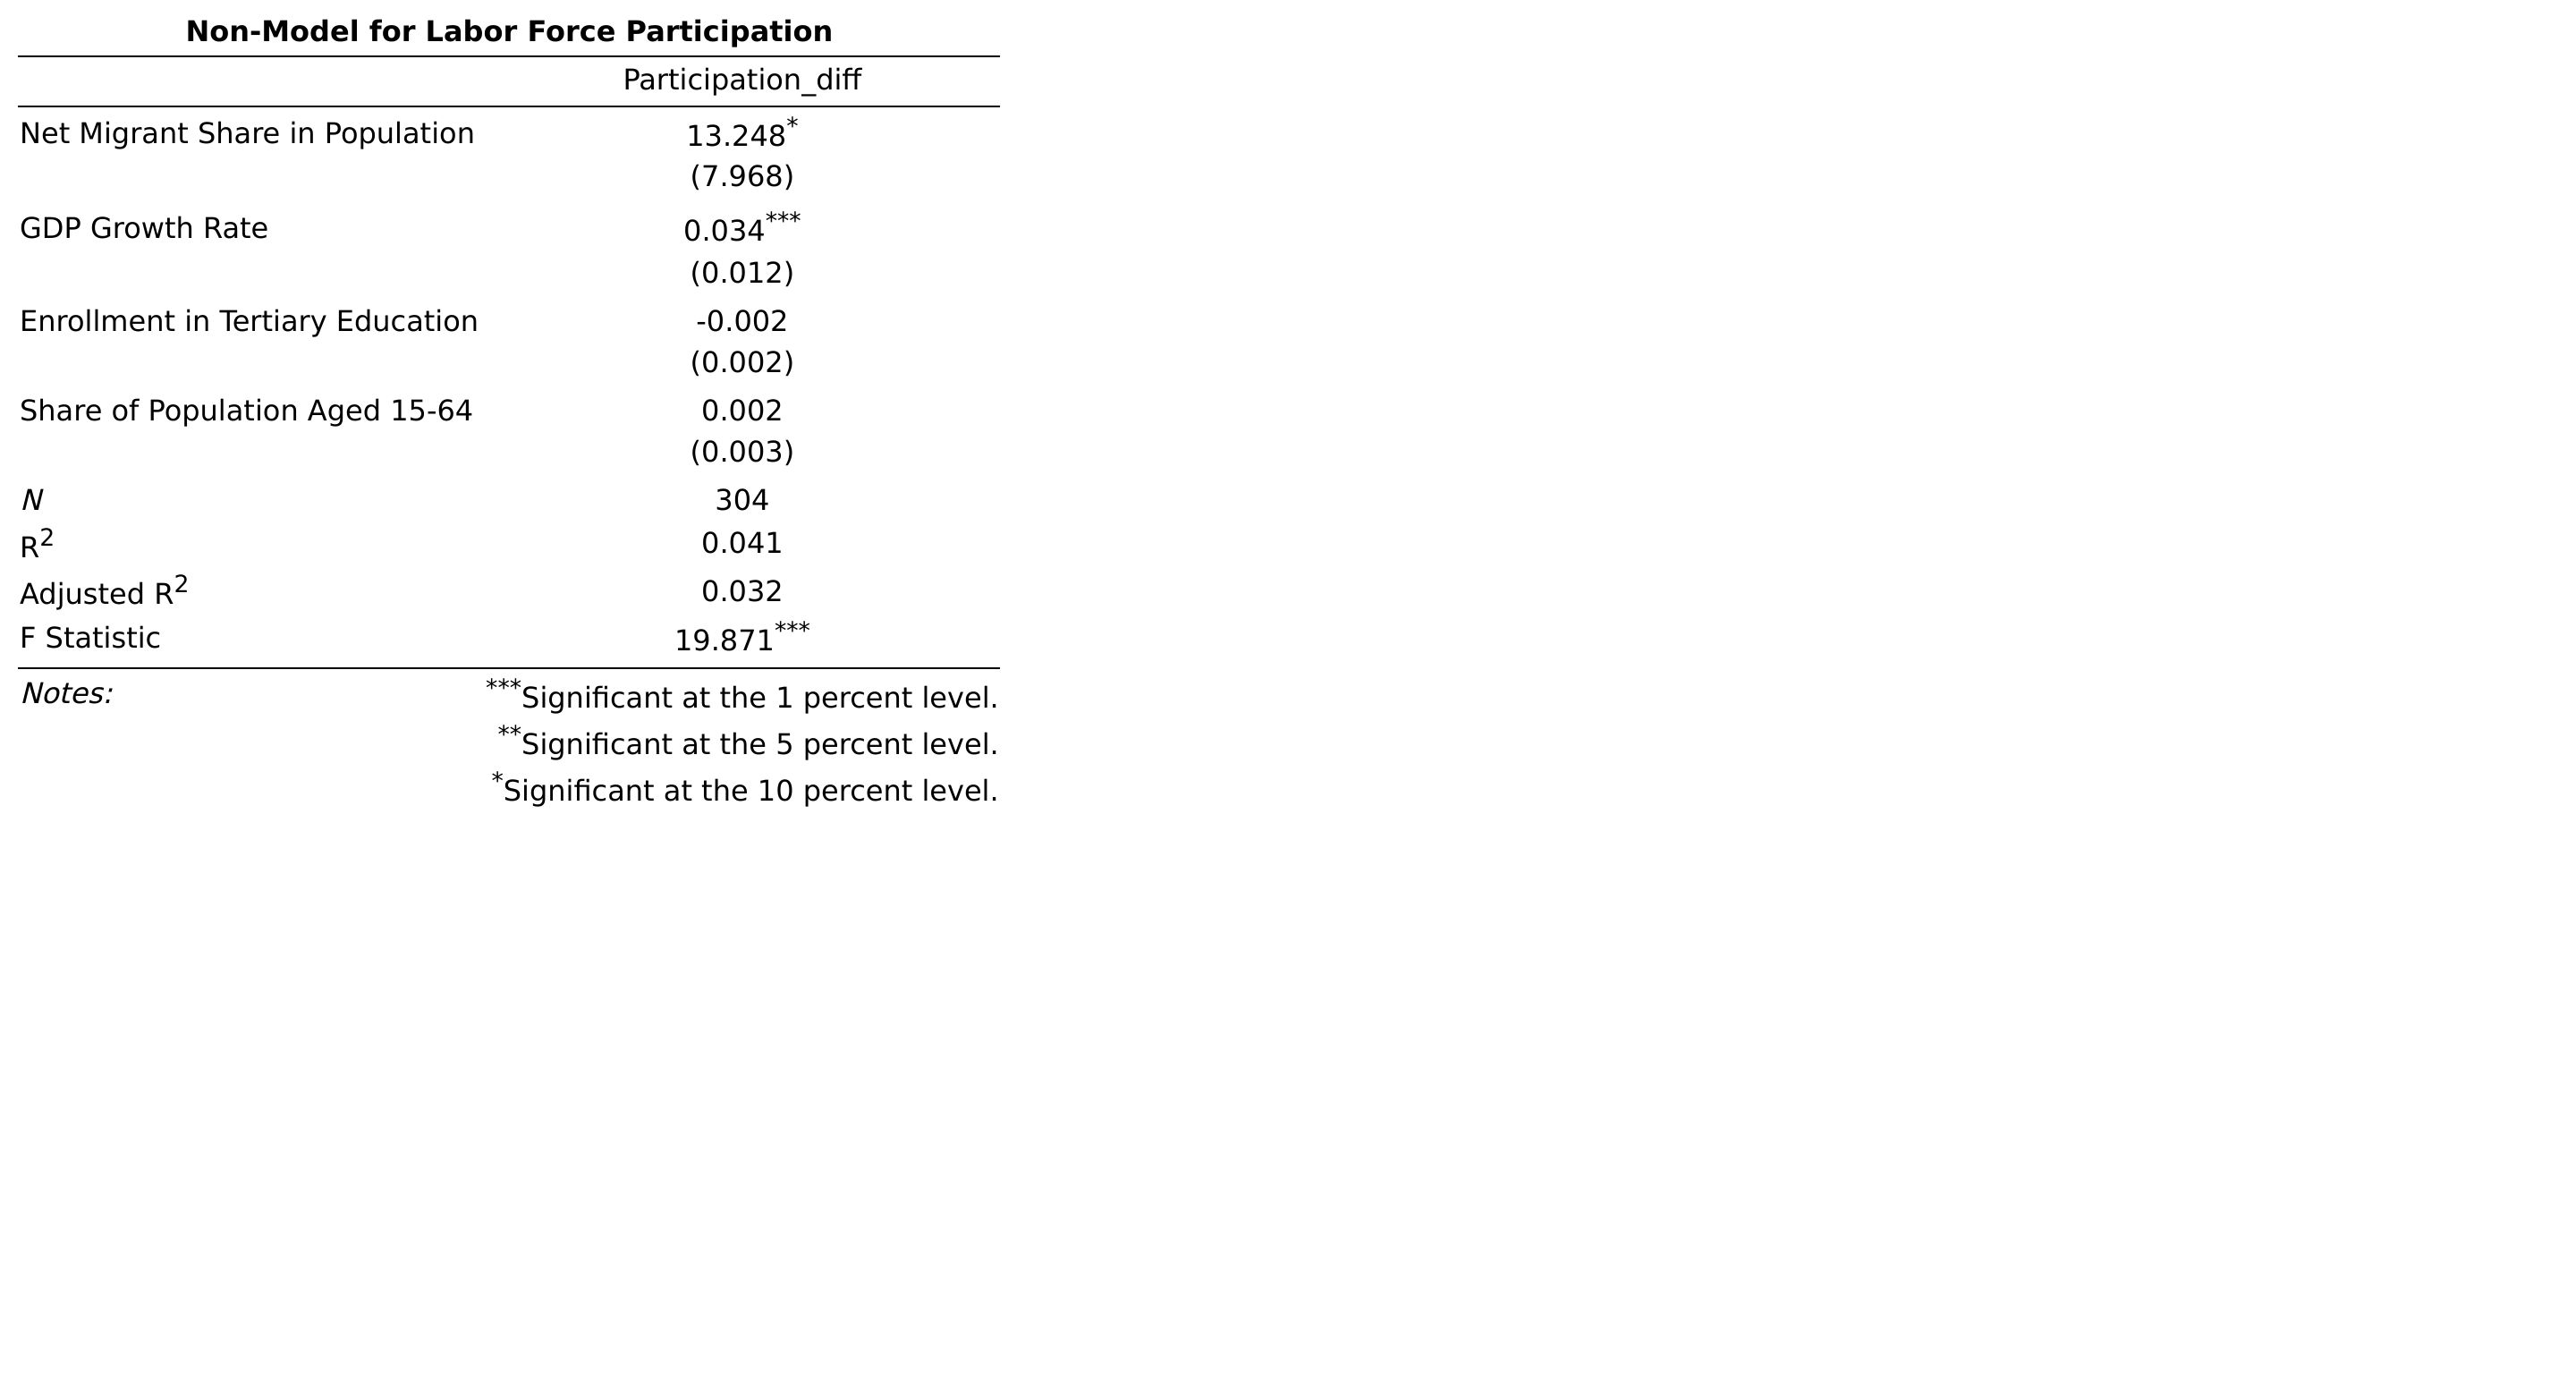 Non-Model for Labor Force Participation
Participation_diff
Net Migrant Share in Population 13.248*
(7.968)
GDP Growth Rate 0.034***
(0.012)
Enrollment in Tertiary Education -0.002
(0.002)
Share of Population Aged 15-64 0.002
(0.003)
N 304
R2 0.041
Adjusted R2 0.032
F Statistic 19.871***
Notes: ***Significant at the 1 percent level.
**Significant at the 5 percent level.
*Significant at the 10 percent level.